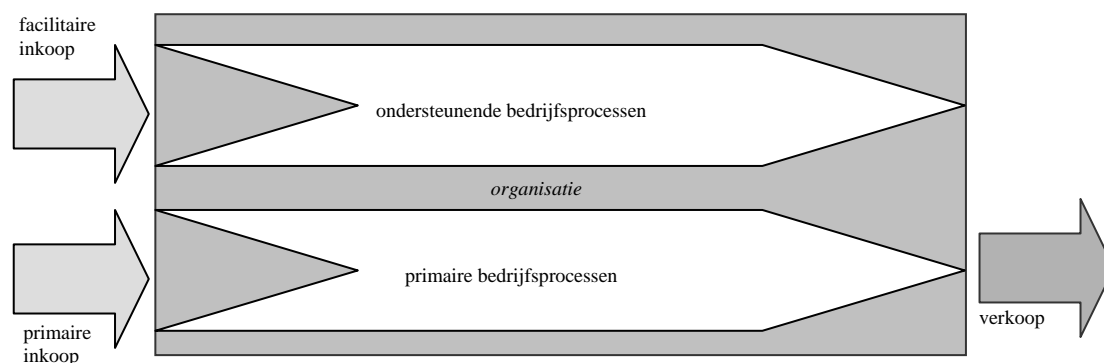 facilitaire
inkoop
ondersteunende bedrijfsprocessen
organisatie
primaire bedrijfsprocessen
primaire
inkoop
verkoop